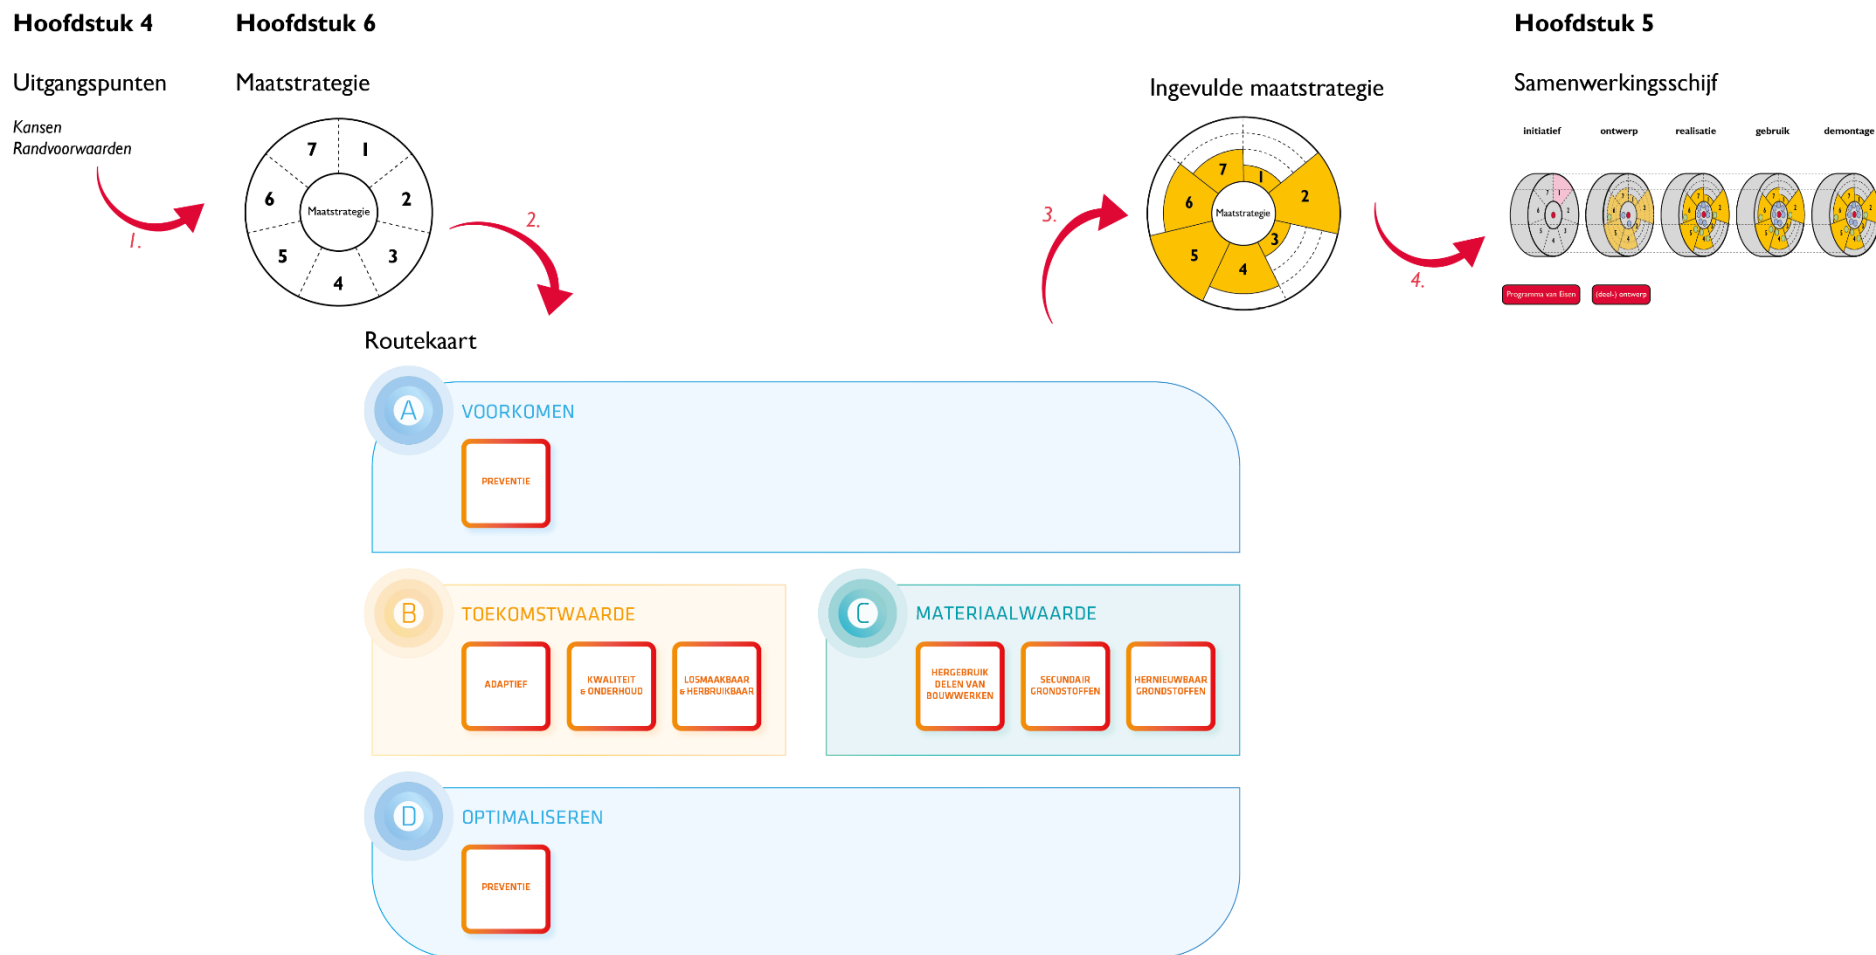 Hoofdstuk 4
Hoofdstuk 6
Hoofdstuk 5
Uitgangspunten
Maatstrategie
Ingevulde maatstrategie
Samenwerkingsschijf
Kansen
Randvoorwaarden
1.
7
1
6
2
5
3
4
Maatstrategie
2.
3.
7
1
2
6
3
5
4
Maatstrategie
4.
initiatief
ontwerp
realisatie
gebruik
demontage
Programma van Eisen
(deel-) ontwerp
Routekaart
A
VOORKOMEN
PREVENTIE
B
TOEKOMSTWAARDE
ADAPTIEF
KWALITEIT
& ONDERHOUD
LOSMAAKBAAR
& HERBRUIKBAAR
C
MATERIAALWAARDE
HERGEBRUIK
DELEN VAN
BOUWWERKEN
SECUNDAIR
GRONDSTOFFEN
HERNIEUWBAAR
GRONDSTOFFEN
D
OPTIMALISEREN
PREVENTIE